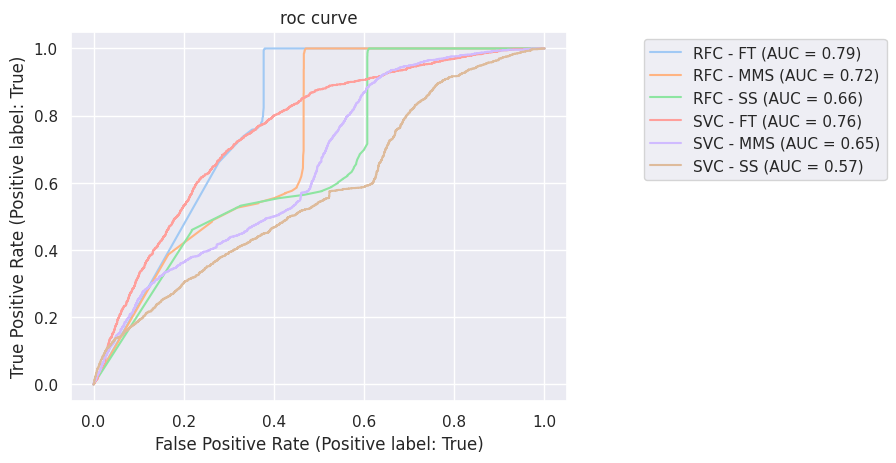 roc curve
True Positive Rate (Positive label: True)
1.0
0.8
0.6
0.4
0.2
0.0
0.0 0.2 0.4 0.6 0.8 1.0
False Positive Rate (Positive label: True)
RFC - FT (AUC = 0.79)
RFC - MMS (AUC = 0.72)
RFC - SS (AUC = 0.66)
SVC - FT (AUC = 0.76)
SVC - MMS (AUC = 0.65)
SVC - SS (AUC = 0.57)